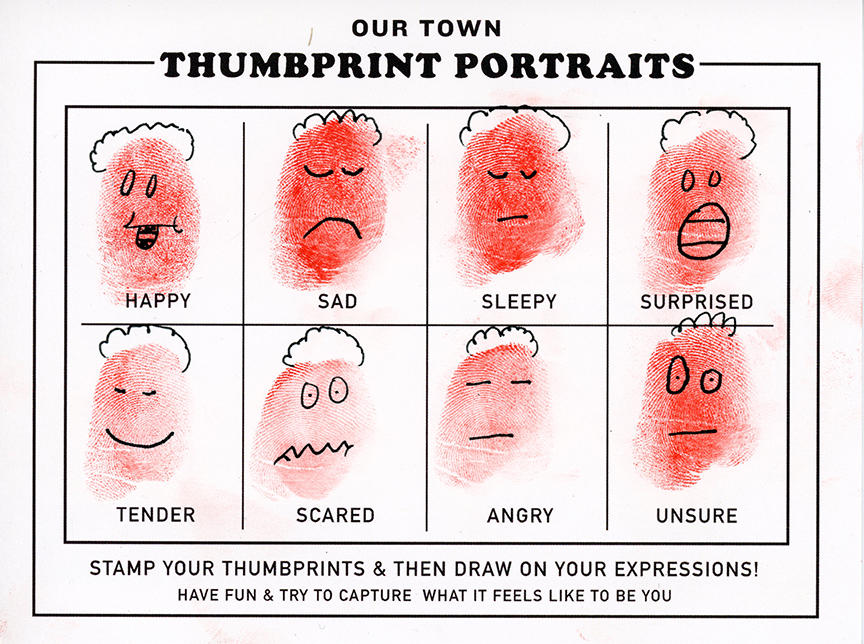 OUR TOWN
THUMBPRINT PORTRAITS
HAPPY SAD SLEEPY SURPRISED
TENDER SCARED ANGRY UNSURE
STAMP YOUR THUMBPRINTS & THEN DRAW ON YOUR EXPRESSIONS!
HAVE FUN & TRY TO CAPTURE WHAT IT FEELS LIKE TO BE YOU